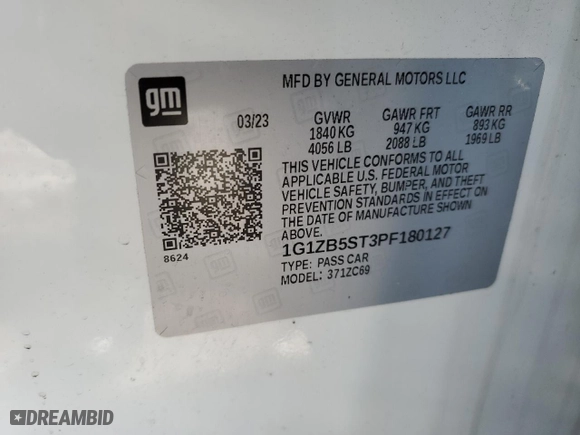 gm
MFD BY GENERAL MOTORS LLC
03/23 GVWR GAWR FRT GAWR RR
1840 KG 947 KG 893 KG
4056 LB 2088 LB 1969 LB
THIS VEHICLE CONFORMS TO ALL
APPLICABLE U.S. FEDERAL MOTOR
VEHICLE SAFETY, BUMPER, AND THEFT
PREVENTION STANDARDS IN EFFECT ON
THE DATE OF MANUFACTURE SHOWN
ABOVE.
8624
1G1ZB5ST3PF180127
TYPE: PASS CAR
MODEL: 371ZC69
DREAMBID